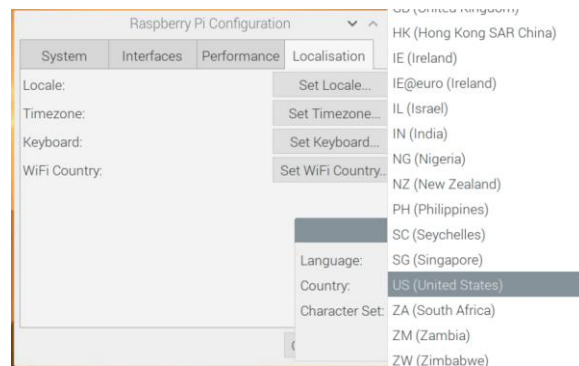 Raspberry Pi Configuration
System Interfaces Performance Localisation
Locale: Set Locale...
Timezone: Set Timezone...
Keyboard: Set Keyboard...
WiFi Country: Set WiFi Country...
Language:
Country:
Character Set:
GB (United Kingdom)
HK (Hong Kong SAR China)
IE (Ireland)
IE@euro (Ireland)
IL (Israel)
IN (India)
NG (Nigeria)
NZ (New Zealand)
PH (Philippines)
SC (Seychelles)
SG (Singapore)
US (United States)
ZA (South Africa)
ZM (Zambia)
ZW (Zimbabwe)